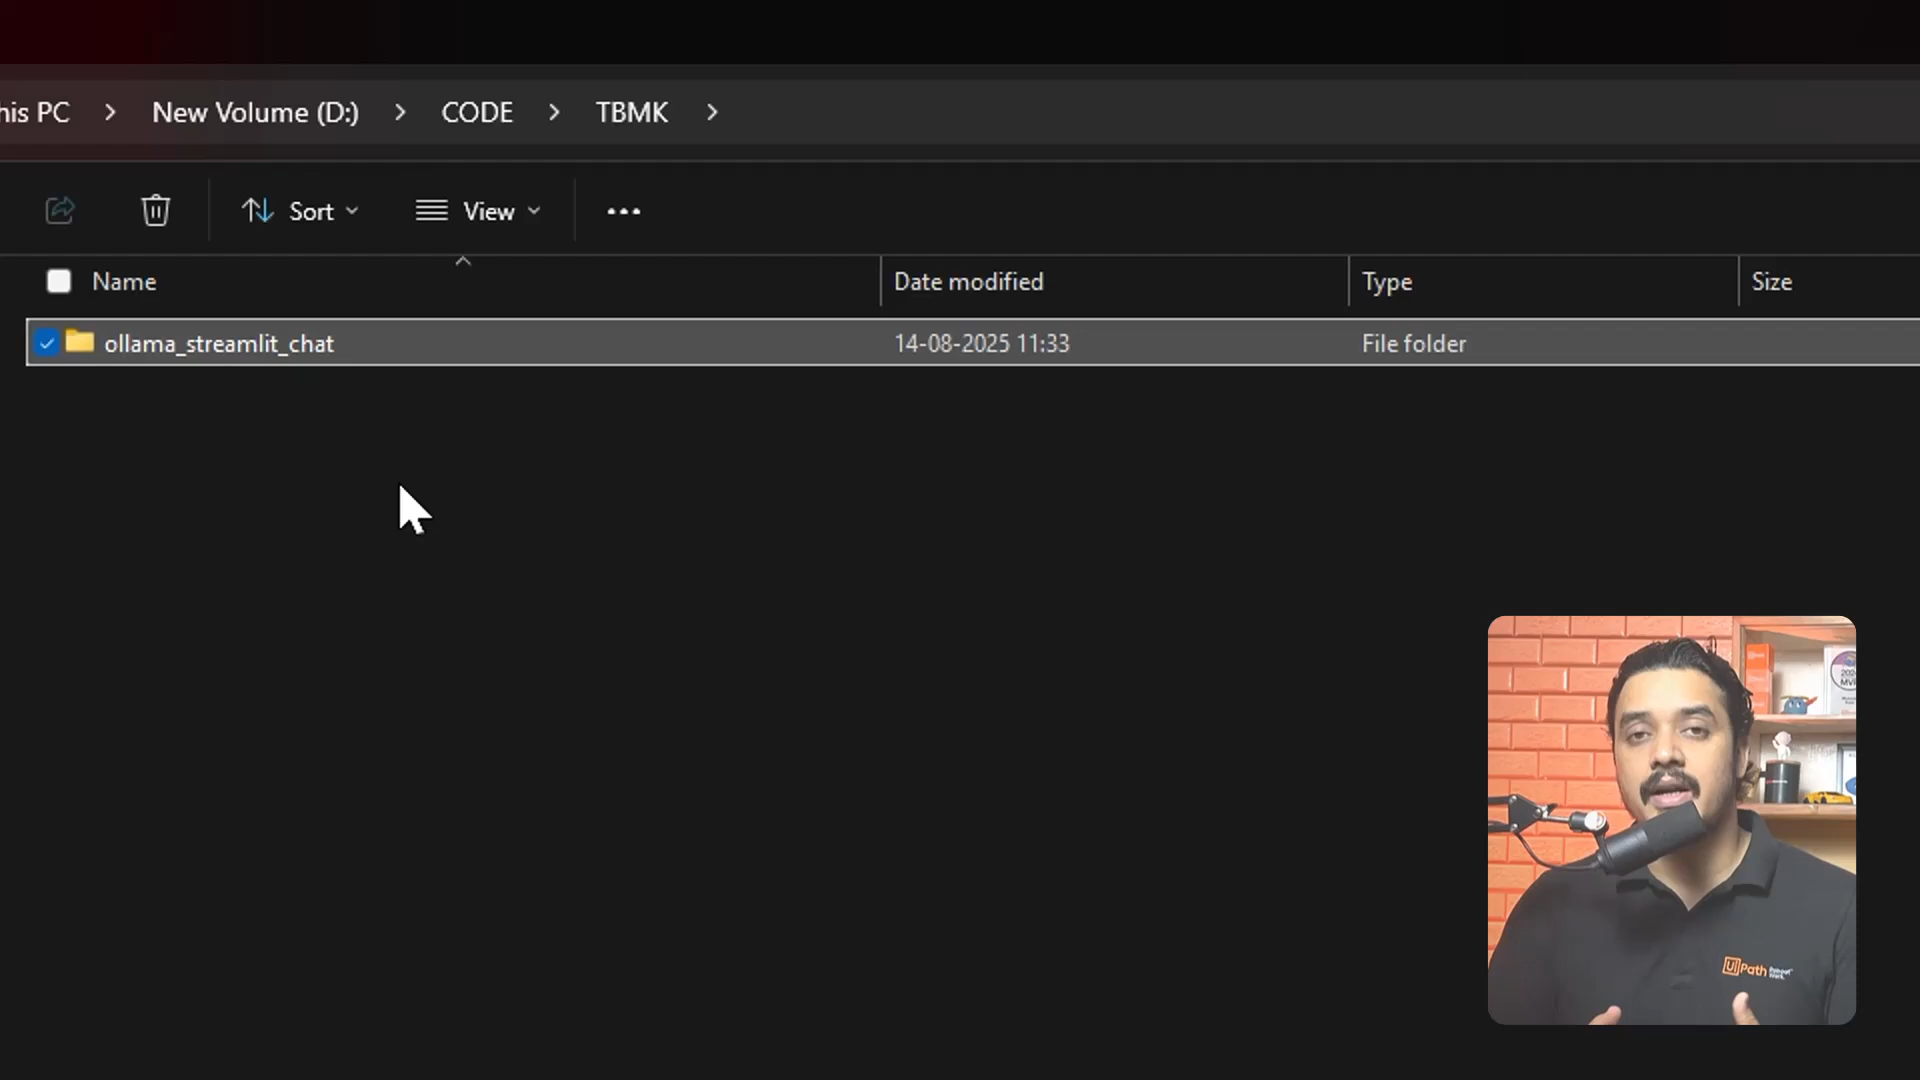 his PC > New Volume (D:) > CODE > TBMK >
Sort View
Name Date modified Type Size
ollama_streamlit_chat 14-08-2025 11:33 File folder
UiPath